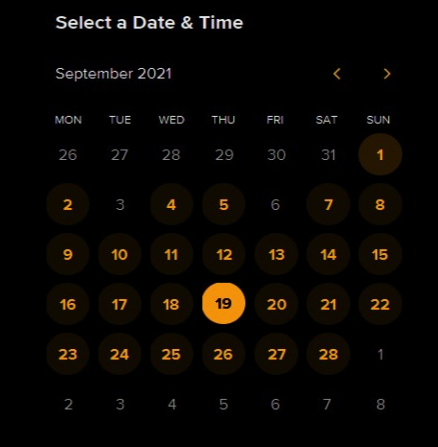 Select a Date & Time
September 2021
MON TUE WED THU FRI SAT SUN
26 27 28 29 30 31 1
2 3 4 5 6 7 8
9 10 11 12 13 14 15
16 17 18 19 20 21 22
23 24 25 26 27 28 1
2 3 4 5 6 7 8